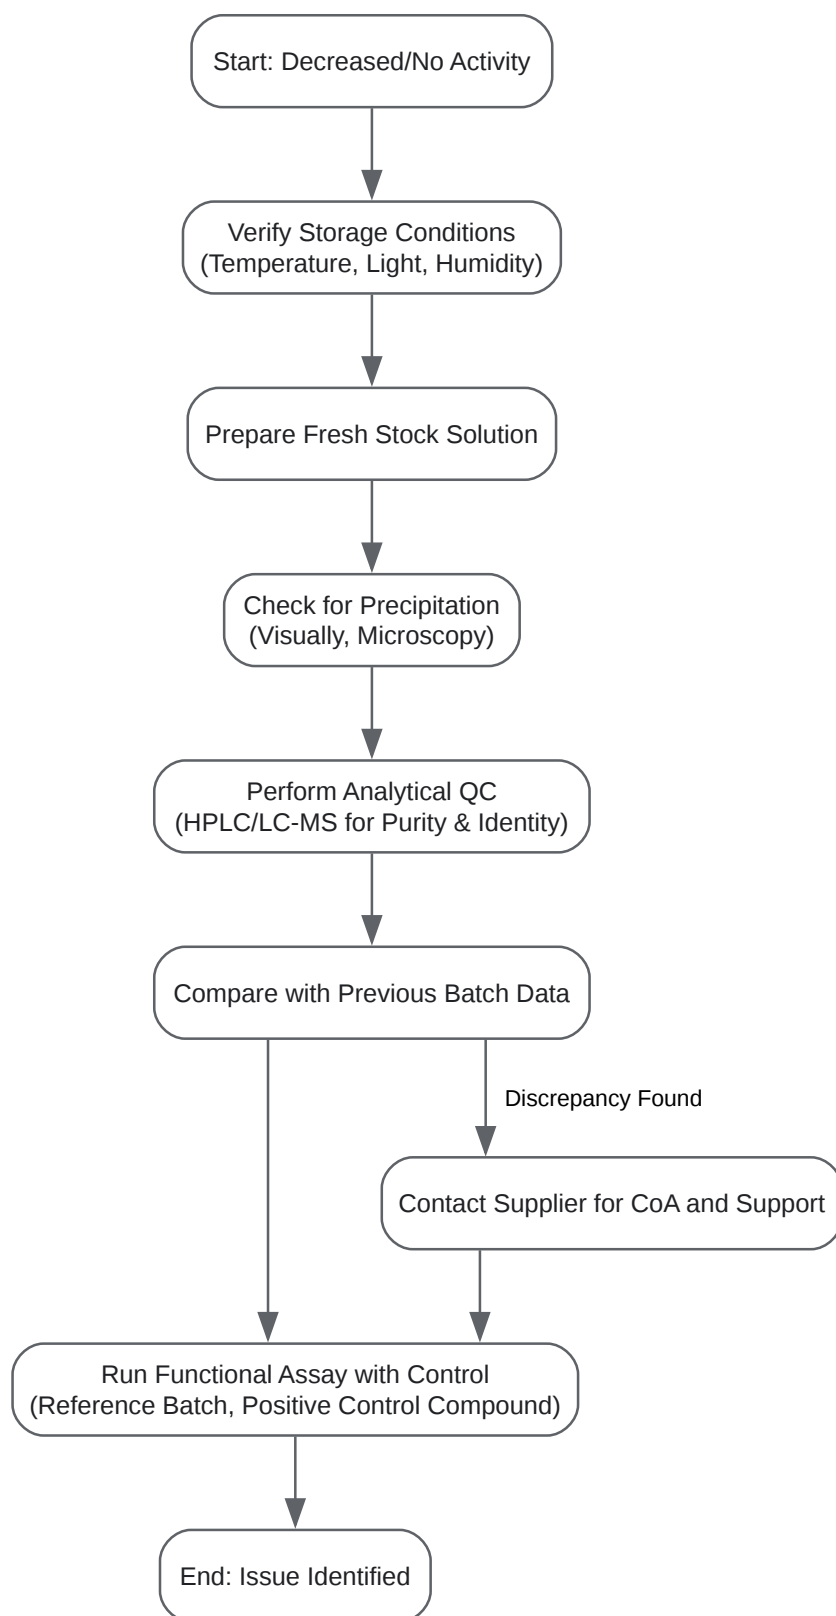 Start: Decreased/No Activity
Verify Storage Conditions
(Temperature, Light, Humidity)
Prepare Fresh Stock Solution
Check for Precipitation
(Visually, Microscopy)
Perform Analytical QC
(HPLC/LC-MS for Purity & Identity)
Compare with Previous Batch Data
Discrepancy Found
Contact Supplier for CoA and Support
Run Functional Assay with Control
(Reference Batch, Positive Control Compound)
End: Issue Identified